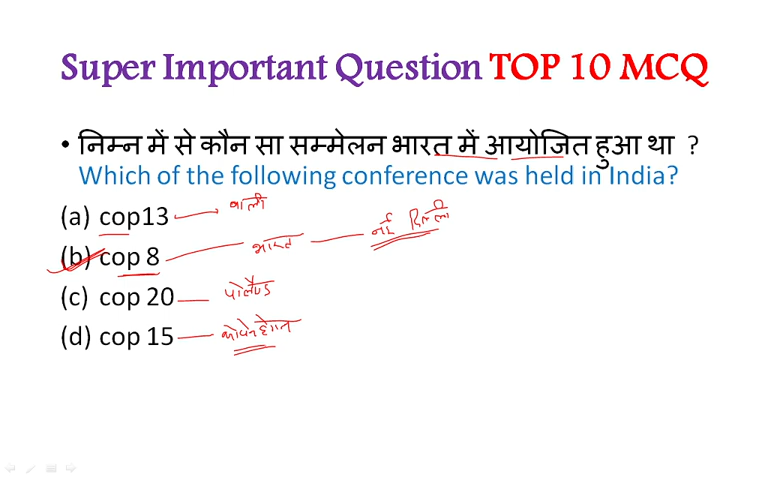 Super Important Question TOP 10 MCQ
• निम्न में से कौन सा सम्मेलन भारत में आयोजित हुआ था ?
Which of the following conference was held in India?
(a) cop13 बाली
(b) cop 8 भारत नई दिल्ली
(c) cop 20 पोलैण्ड
(d) cop 15 कोपेनहेगन